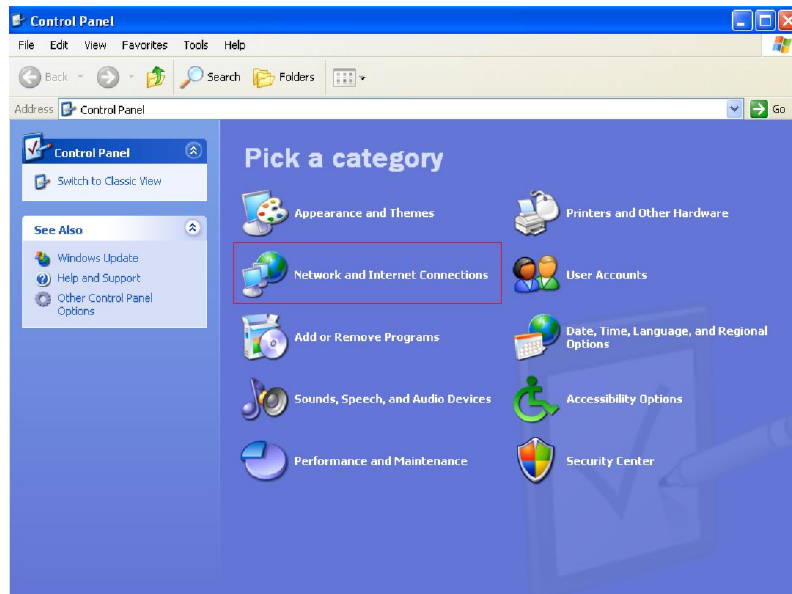 Control Panel
File Edit View Favorites Tools Help
Back Search Folders
Address Control Panel Go
Control Panel
Switch to Classic View
See Also
Windows Update
Help and Support
Other Control Panel
Options
Pick a category
Appearance and Themes
Printers and Other Hardware
Network and Internet Connections
User Accounts
Add or Remove Programs
Date, Time, Language, and Regional
Options
Sounds, Speech, and Audio Devices
Accessibility Options
Performance and Maintenance
Security Center